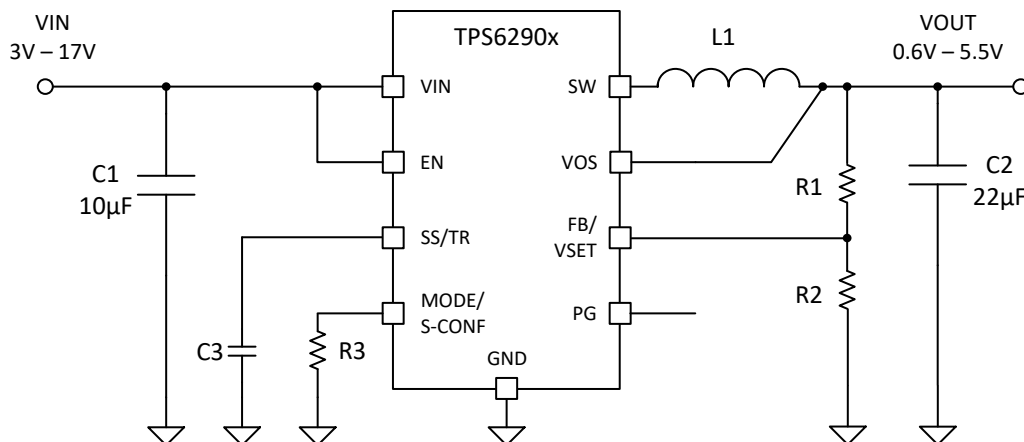 VIN
3V – 17V
TPS6290x
L1
VOUT
0.6V – 5.5V
VIN
SW
EN
VOS
C1
10µF
R1
C2
22µF
SS/TR
FB/
VSET
MODE/
S-CONF
PG
R2
C3
R3
GND